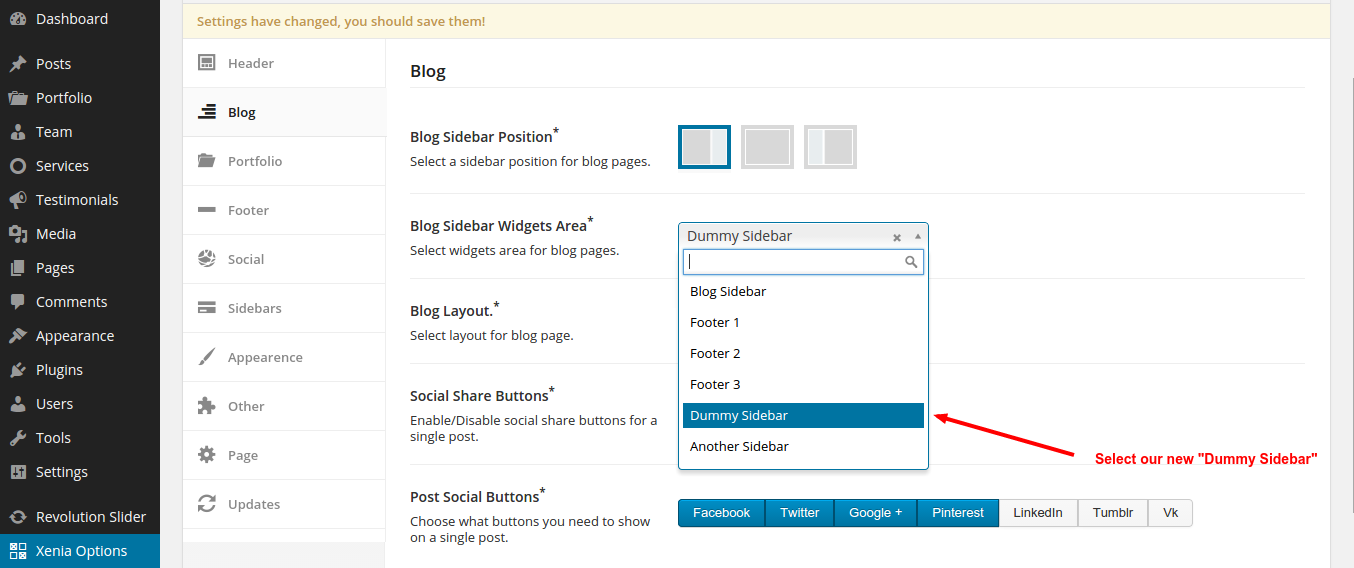 Dashboard
Posts
Portfolio
Team
Services
Testimonials
Media
Pages
Comments
Appearance
Plugins
Users
Tools
Settings
Revolution Slider
Xenia Options
Settings have changed, you should save them!
Header
Blog
Portfolio
Footer
Social
Sidebars
Appearence
Other
Page
Updates
Blog
Blog Sidebar Position*
Select a sidebar position for blog pages.
Blog Sidebar Widgets Area*
Select widgets area for blog pages.
Dummy Sidebar
Blog Sidebar
Footer 1
Footer 2
Footer 3
Dummy Sidebar
Another Sidebar
Select our new "Dummy Sidebar"
Blog Layout.*
Select layout for blog page.
Social Share Buttons*
Enable/Disable social share buttons for a
single post.
Post Social Buttons*
Choose what buttons you need to show
on a single post.
Facebook Twitter Google + Pinterest LinkedIn Tumblr Vk